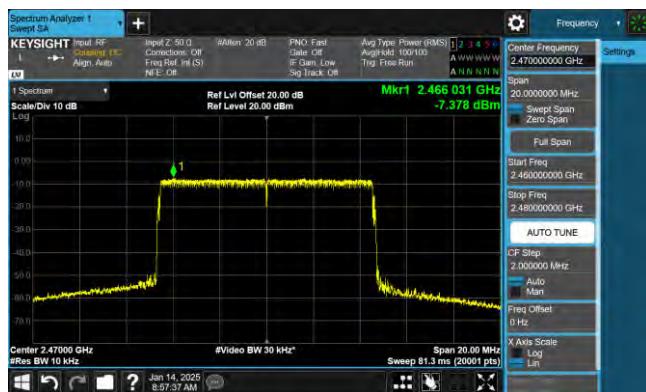 Spectrum Analyzer 1
Swept SA
Frequency
KEYSIGHT
Input: RF
Coupling: DC
Align: Auto
Input Z: 50 Ω
Corrections: Off
Freq Ref: Int (S)
NFE: Off
#Atten: 20 dB
PNO: Fast
Gate: Off
IF Gain: Low
Sig Track: Off
Avg Type: Power (RMS)
Avg|Hold: 100/100
Trig: Free Run
1 2 3 4 5 6
A W W W W W
A N N N N N
L
LV
1 Spectrum
Scale/Div 10 dB
Ref Lvl Offset 20.00 dB
Ref Level 20.00 dBm
Mkr1 2.466 031 GHz
-7.378 dBm
Log
10.0
0.00
-10.0
-20.0
-30.0
-40.0
-50.0
-60.0
-70.0
1
Center 2.47000 GHz
#Res BW 10 kHz
#Video BW 30 kHz*
Span 20.00 MHz
Sweep 81.3 ms (20001 pts)
Center Frequency
2.470000000 GHz
Settings
Span
20.0000000 MHz
Swept Span
Zero Span
Full Span
Start Freq
2.460000000 GHz
Stop Freq
2.480000000 GHz
AUTO TUNE
CF Step
2.000000 MHz
Auto
Man
Freq Offset
0 Hz
X Axis Scale
Log
Lin
?
Jan 14, 2025
8:57:37 AM